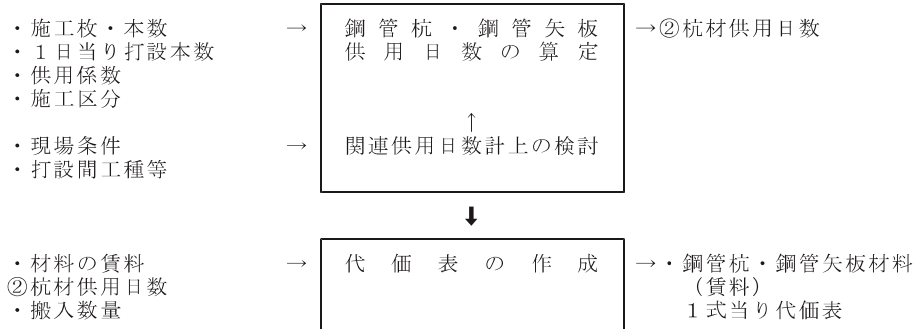 ・施工枚・本数 → 鋼管杭・鋼管矢板 →②杭材供用日数
・１日当り打設本数 供用日数の算定
・供用係数
・施工区分
↑
・現場条件 → 関連供用日数計上の検討
・打設間工種等
⬇
・材料の賃料 → 代価表の作成 →・鋼管杭・鋼管矢板材料
②杭材供用日数 （賃料）
・搬入数量 １式当り代価表